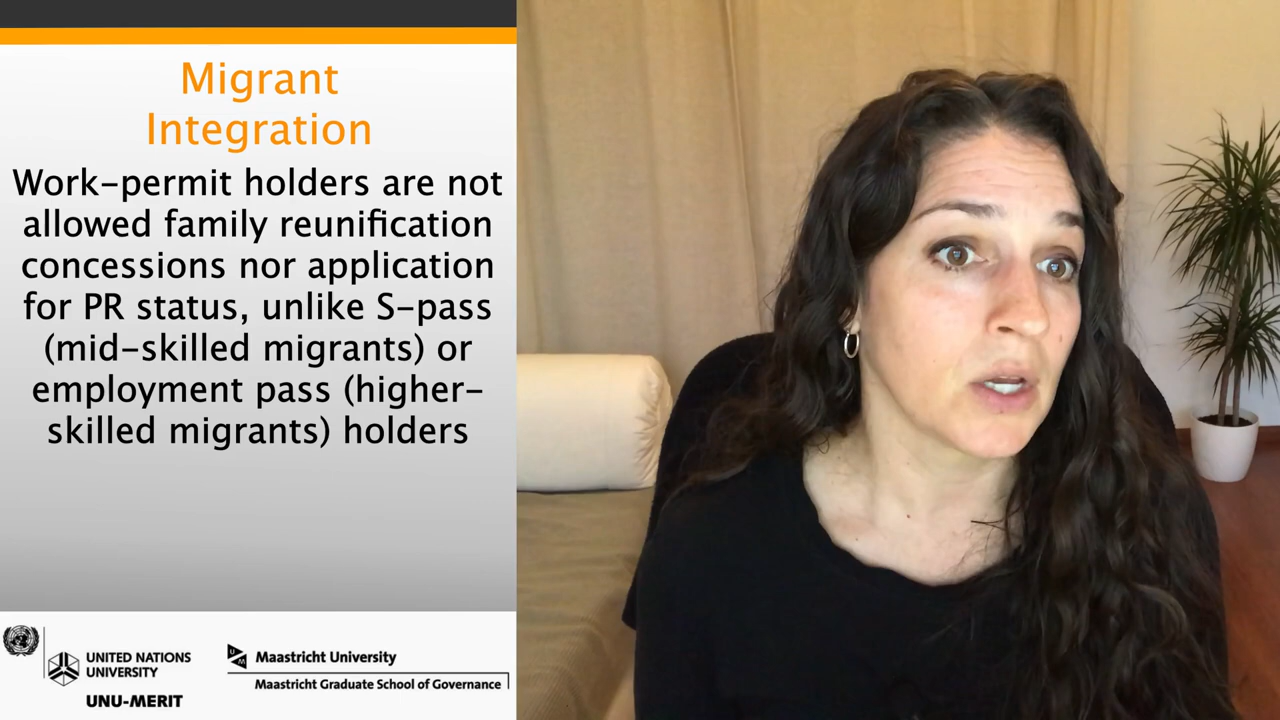 Migrant
Integration
Work-permit holders are not
allowed family reunification
concessions nor application
for PR status, unlike S-pass
(mid-skilled migrants) or
employment pass (higher-
skilled migrants) holders
UNITED NATIONS
UNIVERSITY
UNU-MERIT
UM
Maastricht University
Maastricht Graduate School of Governance